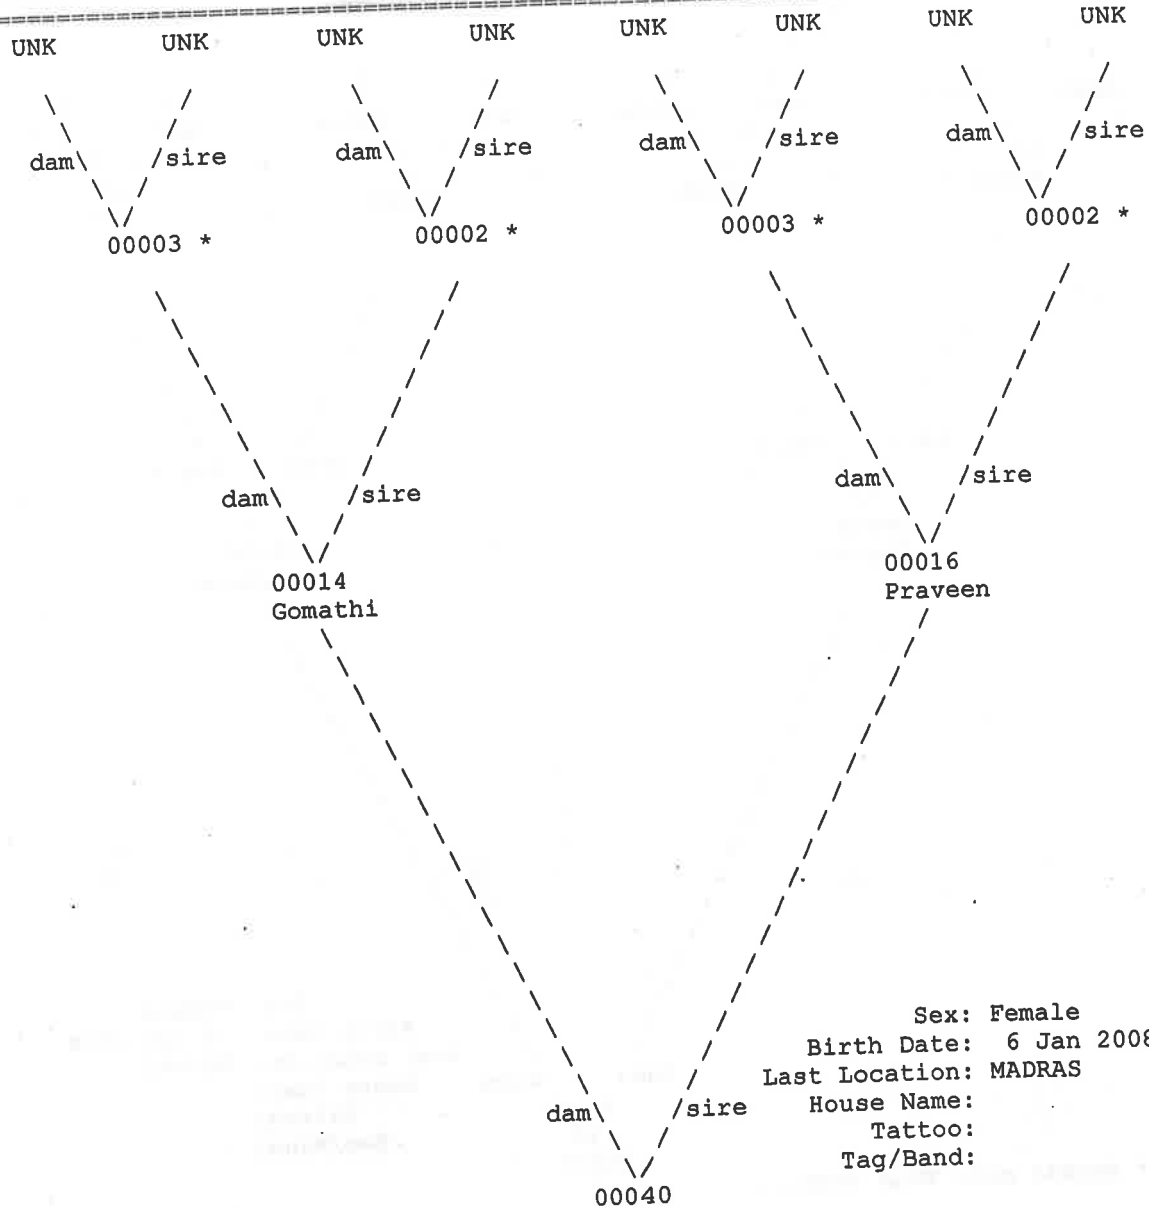 UNK UNK UNK UNK UNK UNK UNK UNK
dam sire dam sire dam sire dam sire
00003 * 00002 * 00003 * 00002 *
dam sire dam sire
00014 00016
Gomathi Praveen
Sex: Female
Birth Date: 6 Jan 2008
Last Location: MADRAS
dam sire House Name:
Tattoo:
Tag/Band:
00040